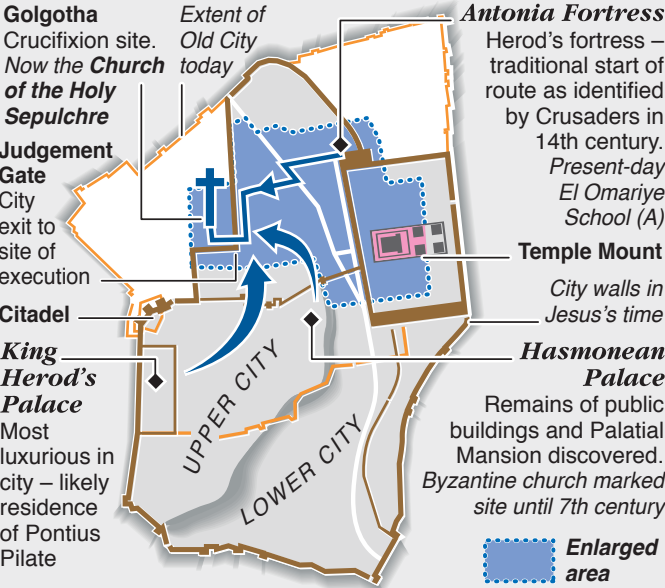 Golgotha
Crucifixion site.
Now the Church
of the Holy
Sepulchre
Extent of
Old City
today
Antonia Fortress
Herod's fortress –
traditional start of
route as identified
by Crusaders in
14th century.
Present-day
El Omariye
School (A)
Judgement
Gate
City
exit to
site of
execution
Temple Mount
City walls in
Jesus's time
Citadel
King
Herod's
Palace
Most
luxurious in
city – likely
residence
of Pontius
Pilate
UPPER CITY
LOWER CITY
Hasmonean
Palace
Remains of public
buildings and Palatial
Mansion discovered.
Byzantine church marked
site until 7th century
Enlarged
area